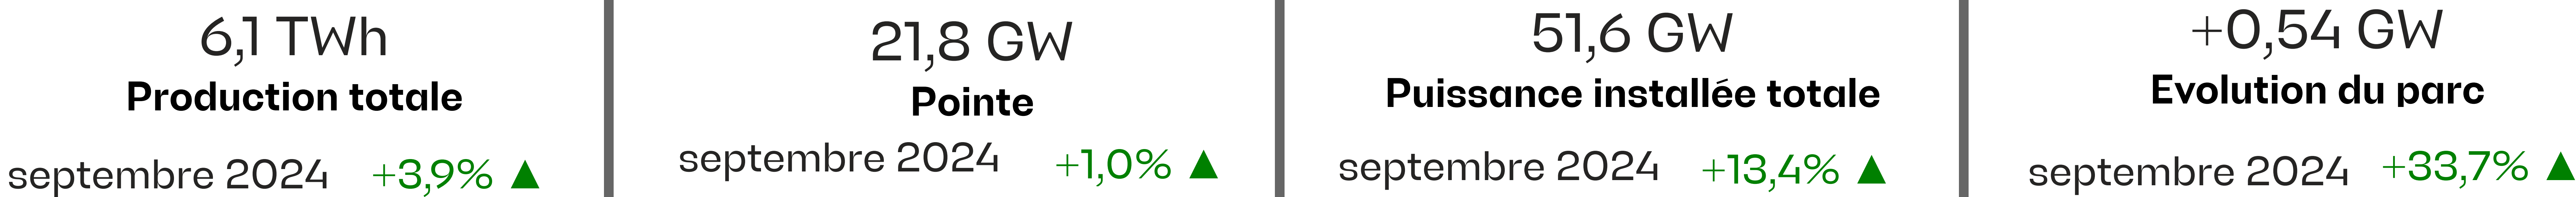 6,1 TWh
Production totale
septembre 2024 +3,9% ▲
21,8 GW
Pointe
septembre 2024 +1,0% ▲
51,6 GW
Puissance installée totale
septembre 2024 +13,4% ▲
+0,54 GW
Evolution du parc
septembre 2024 +33,7% ▲